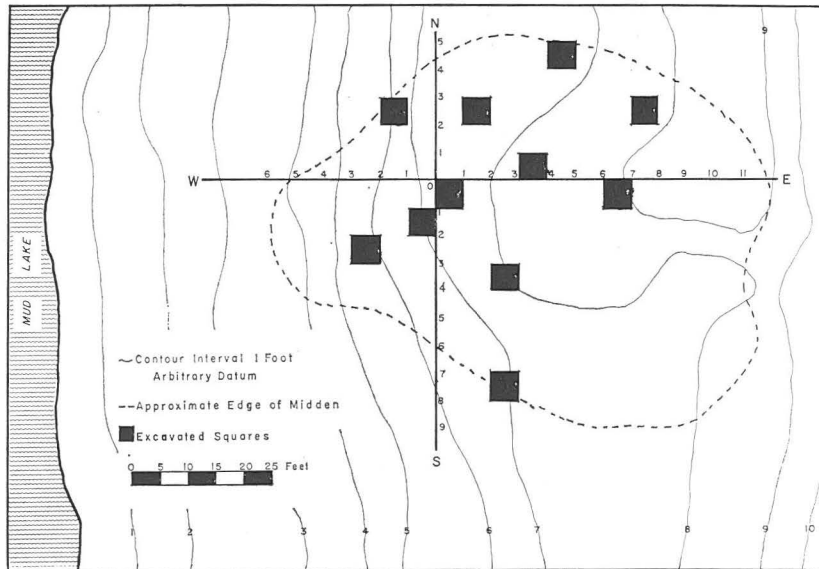 N
9
5
4
3
2
1
W 6 5 4 3 2 1 0 1 2 3 4 5 6 7 8 9 10 11 12 E
1
2
3
4
5
6
7
8
9
S
MUD LAKE
Contour Interval 1 Foot
Arbitrary Datum
Approximate Edge of Midden
Excavated Squares
0 5 10 15 20 25 Feet
1 2 3 4 5 6 7 8 9 10